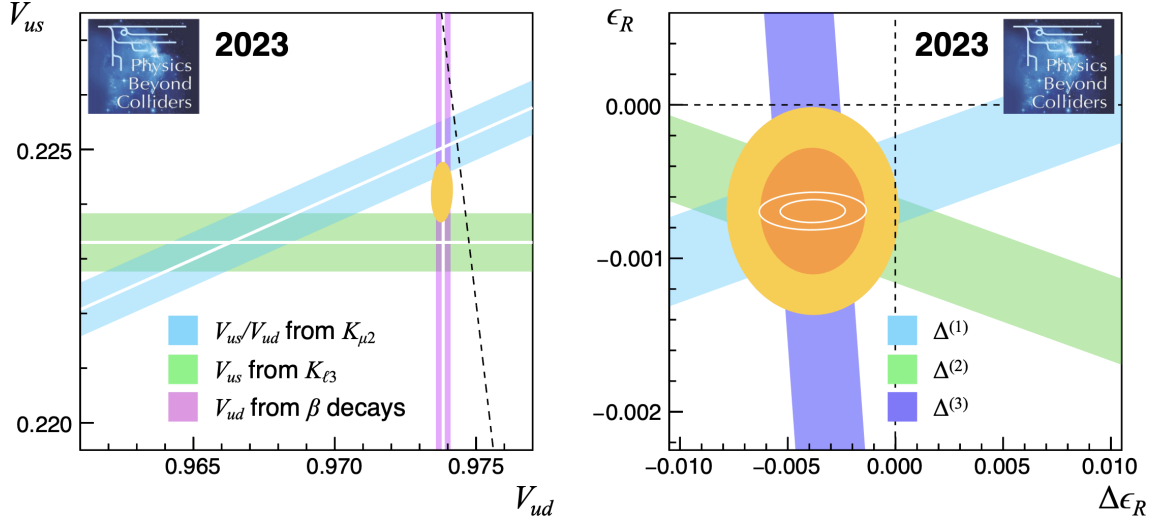 V_us
2023
Physics
Beyond
Colliders
0.225
0.220
V_us/V_ud from K_μ2
V_us from K_ℓ3
V_ud from β decays
0.965 0.970 0.975
V_ud
ϵ_R
2023
Physics
Beyond
Colliders
0.000
−0.001
−0.002
Δ^(1)
Δ^(2)
Δ^(3)
−0.010 −0.005 0.000 0.005 0.010
Δϵ_R